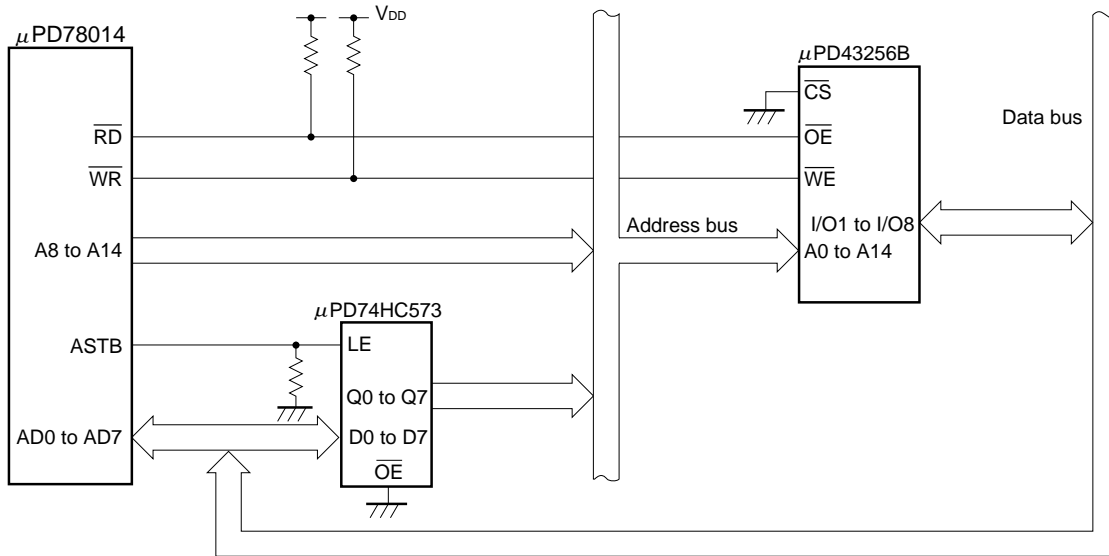 VDD
μPD78014
μPD43256B
CS
Data bus
RD
OE
WR
WE
Address bus
I/O1 to I/O8
A8 to A14
A0 to A14
μPD74HC573
ASTB
LE
Q0 to Q7
AD0 to AD7
D0 to D7
OE